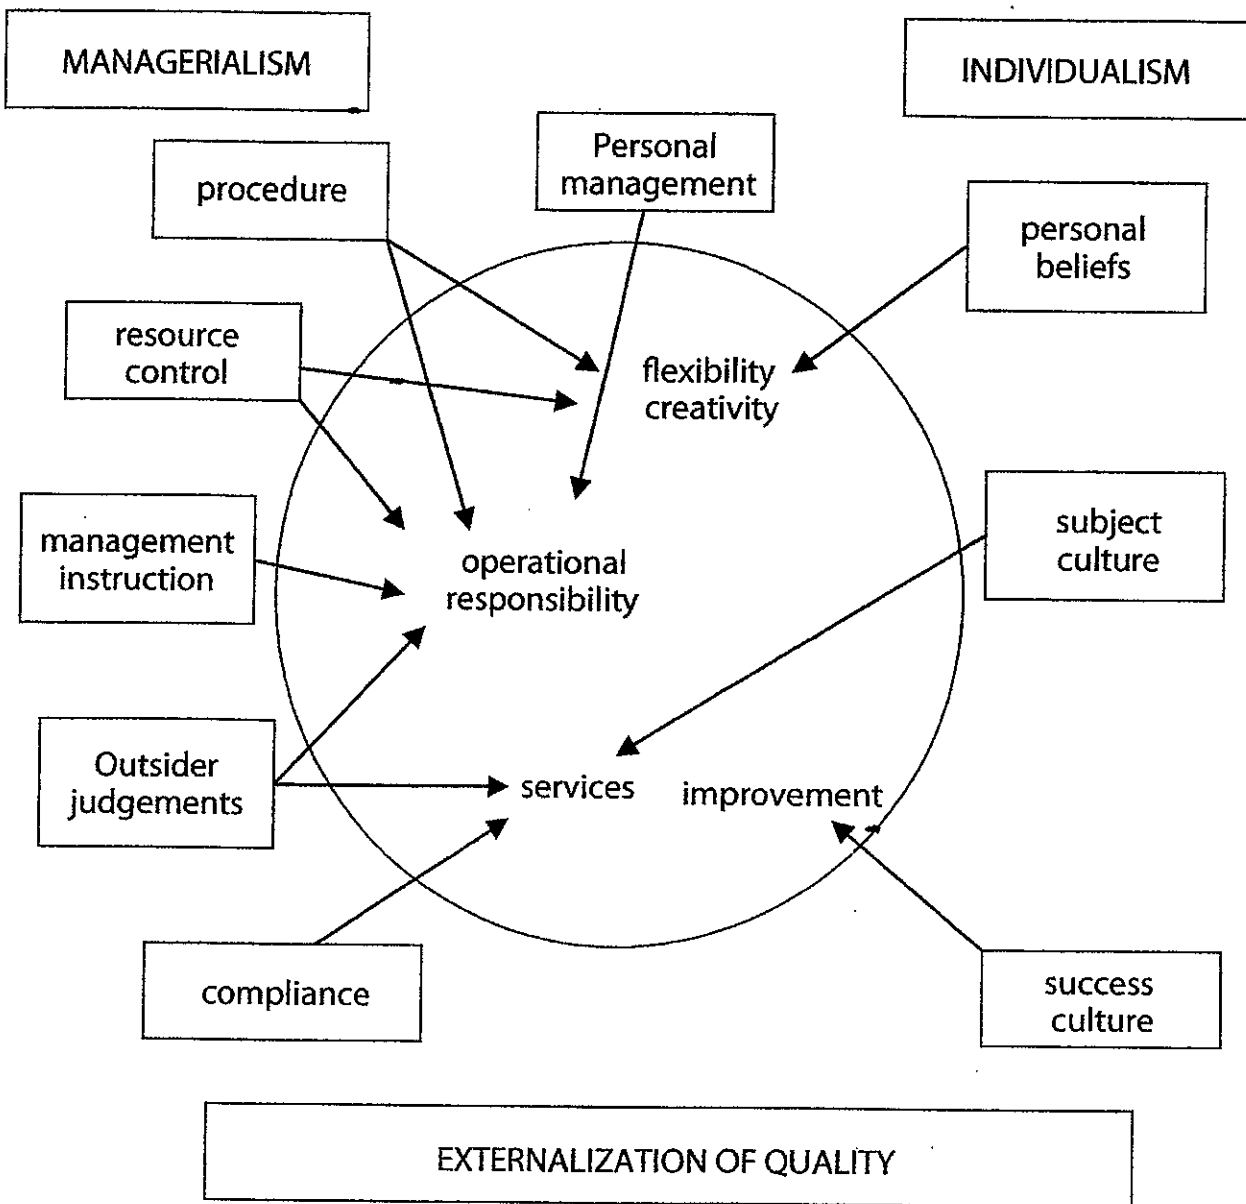 MANAGERIALISM
INDIVIDUALISM
Personal
management
procedure
personal
beliefs
resource
control
flexibility
creativity
management
instruction
operational
responsibility
subject
culture
Outsider
judgements
services
improvement
compliance
success
culture
EXTERNALIZATION OF QUALITY